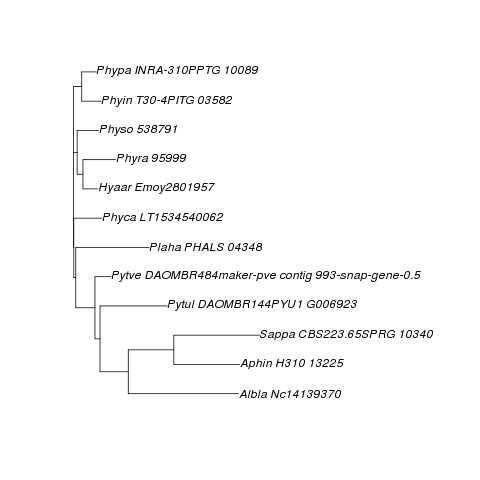 Phypa INRA-310PPTG 10089
Phyin T30-4PITG 03582
Physo 538791
Phyra 95999
Hyaar Emoy2801957
Phyca LT1534540062
Plaha PHALS 04348
Pytve DAOMBR484maker-pve contig 993-snap-gene-0.5
Pytul DAOMBR144PYU1 G006923
Sappa CBS223.65SPRG 10340
Aphin H310 13225
Albla Nc14139370